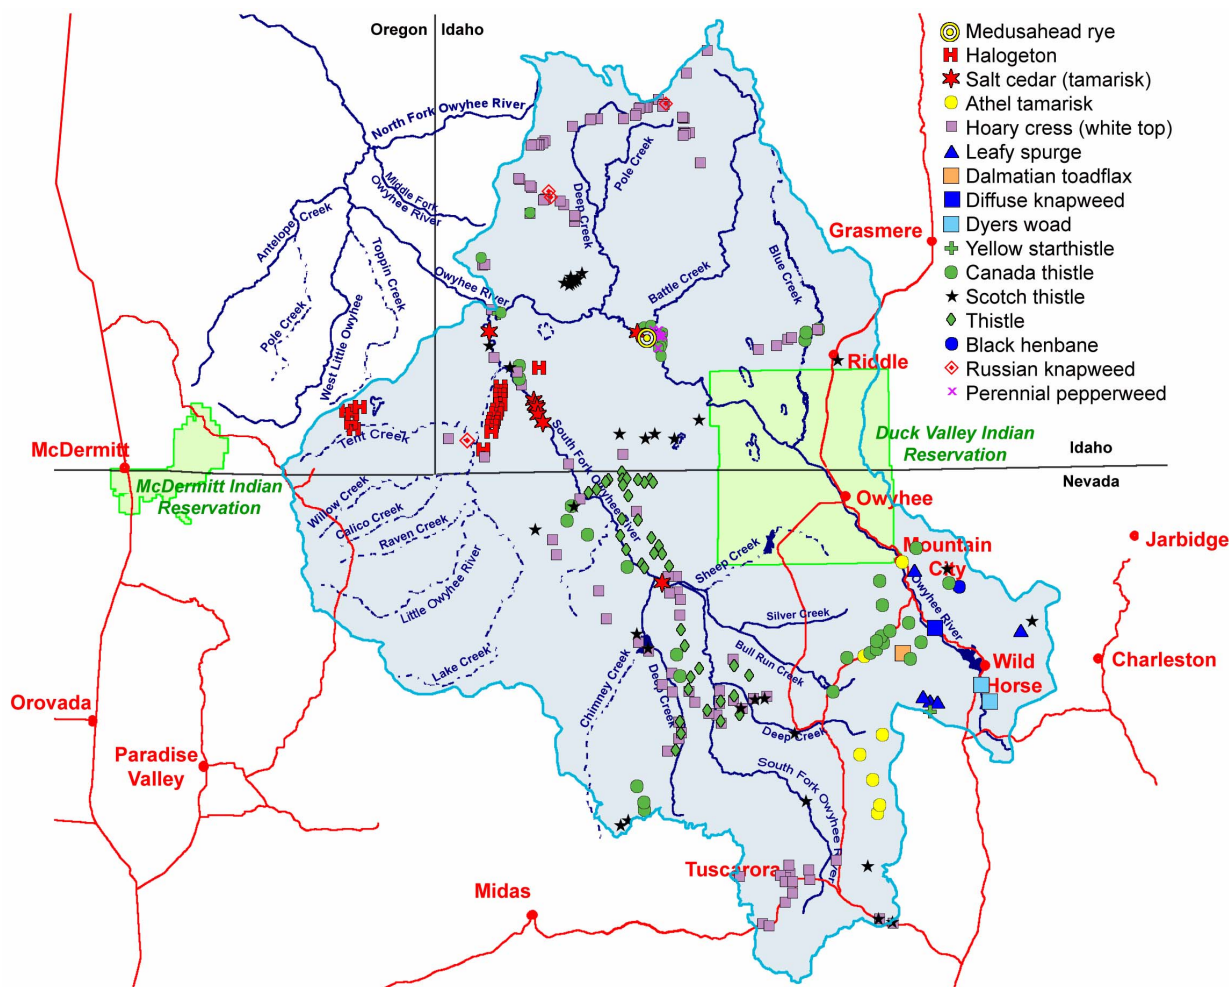 Oregon
Idaho
Medusahead rye
Halogeton
Salt cedar (tamarisk)
Athel tamarisk
Hoary cress (white top)
Leafy spurge
Dalmatian toadflax
Diffuse knapweed
Dyers woad
Yellow starthistle
Canada thistle
Scotch thistle
Thistle
Black henbane
Russian knapweed
Perennial pepperweed
North Fork Owyhee River
Middle Fork
Owyhee River
Antelope Creek
Toppin Creek
Pole Creek
West Little Owyhee
Owyhee River
Deep Creek
Pole Creek
Battle Creek
Blue Creek
Grasmere
Riddle
Tent Creek
McDermitt
McDermitt Indian
Reservation
Duck Valley Indian
Reservation
Idaho
Nevada
Willow Creek
Calico Creek
Raven Creek
Little Owyhee River
Lake Creek
South Fork Owyhee River
Owyhee
Mountain
City
Jarbidge
Sheep Creek
Silver Creek
Owyhee River
Bull Run Creek
Wild
Horse
Charleston
Chimney Creek
Deep Creek
Deep Creek
South Fork Owyhee River
Orovada
Paradise
Valley
Tuscarora
Midas